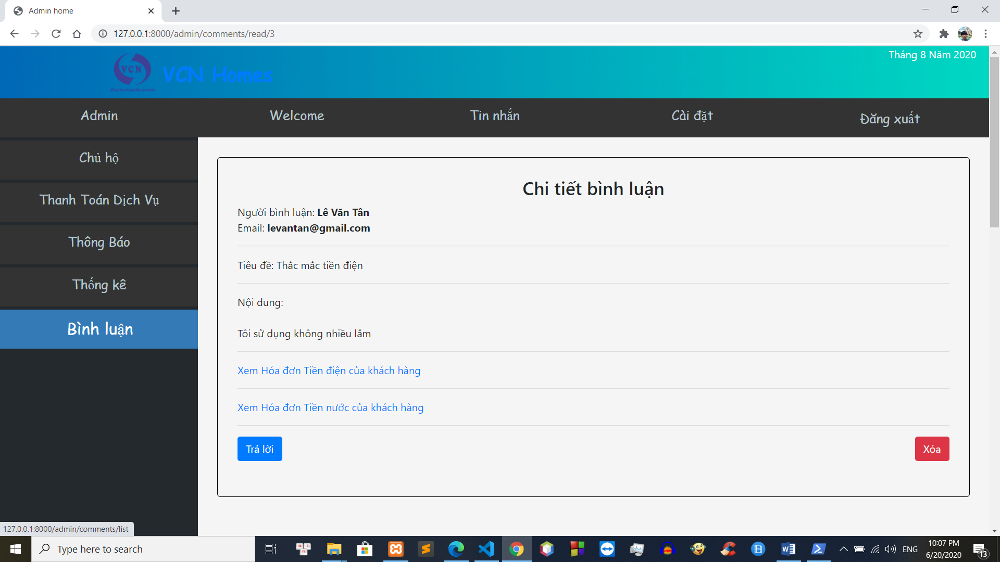 Admin home
127.0.0.1:8000/admin/comments/read/3
Tháng 8 Năm 2020
VCN
VCN Homes
Admin
Welcome
Tin nhắn
Cài đặt
Đăng xuất
Chủ hộ
Thanh Toán Dịch Vụ
Thông Báo
Thống kê
Bình luận
Chi tiết bình luận
Người bình luận: Lê Văn Tân
Email: levantan@gmail.com
Tiêu đề: Thắc mắc tiền điện
Nội dung:
Tôi sử dụng không nhiều lắm
Xem Hóa đơn Tiền điện của khách hàng
Xem Hóa đơn Tiền nước của khách hàng
Trả lời
Xóa
127.0.0.1:8000/admin/comments/list
Type here to search
ENG
10:07 PM
6/20/2020
13